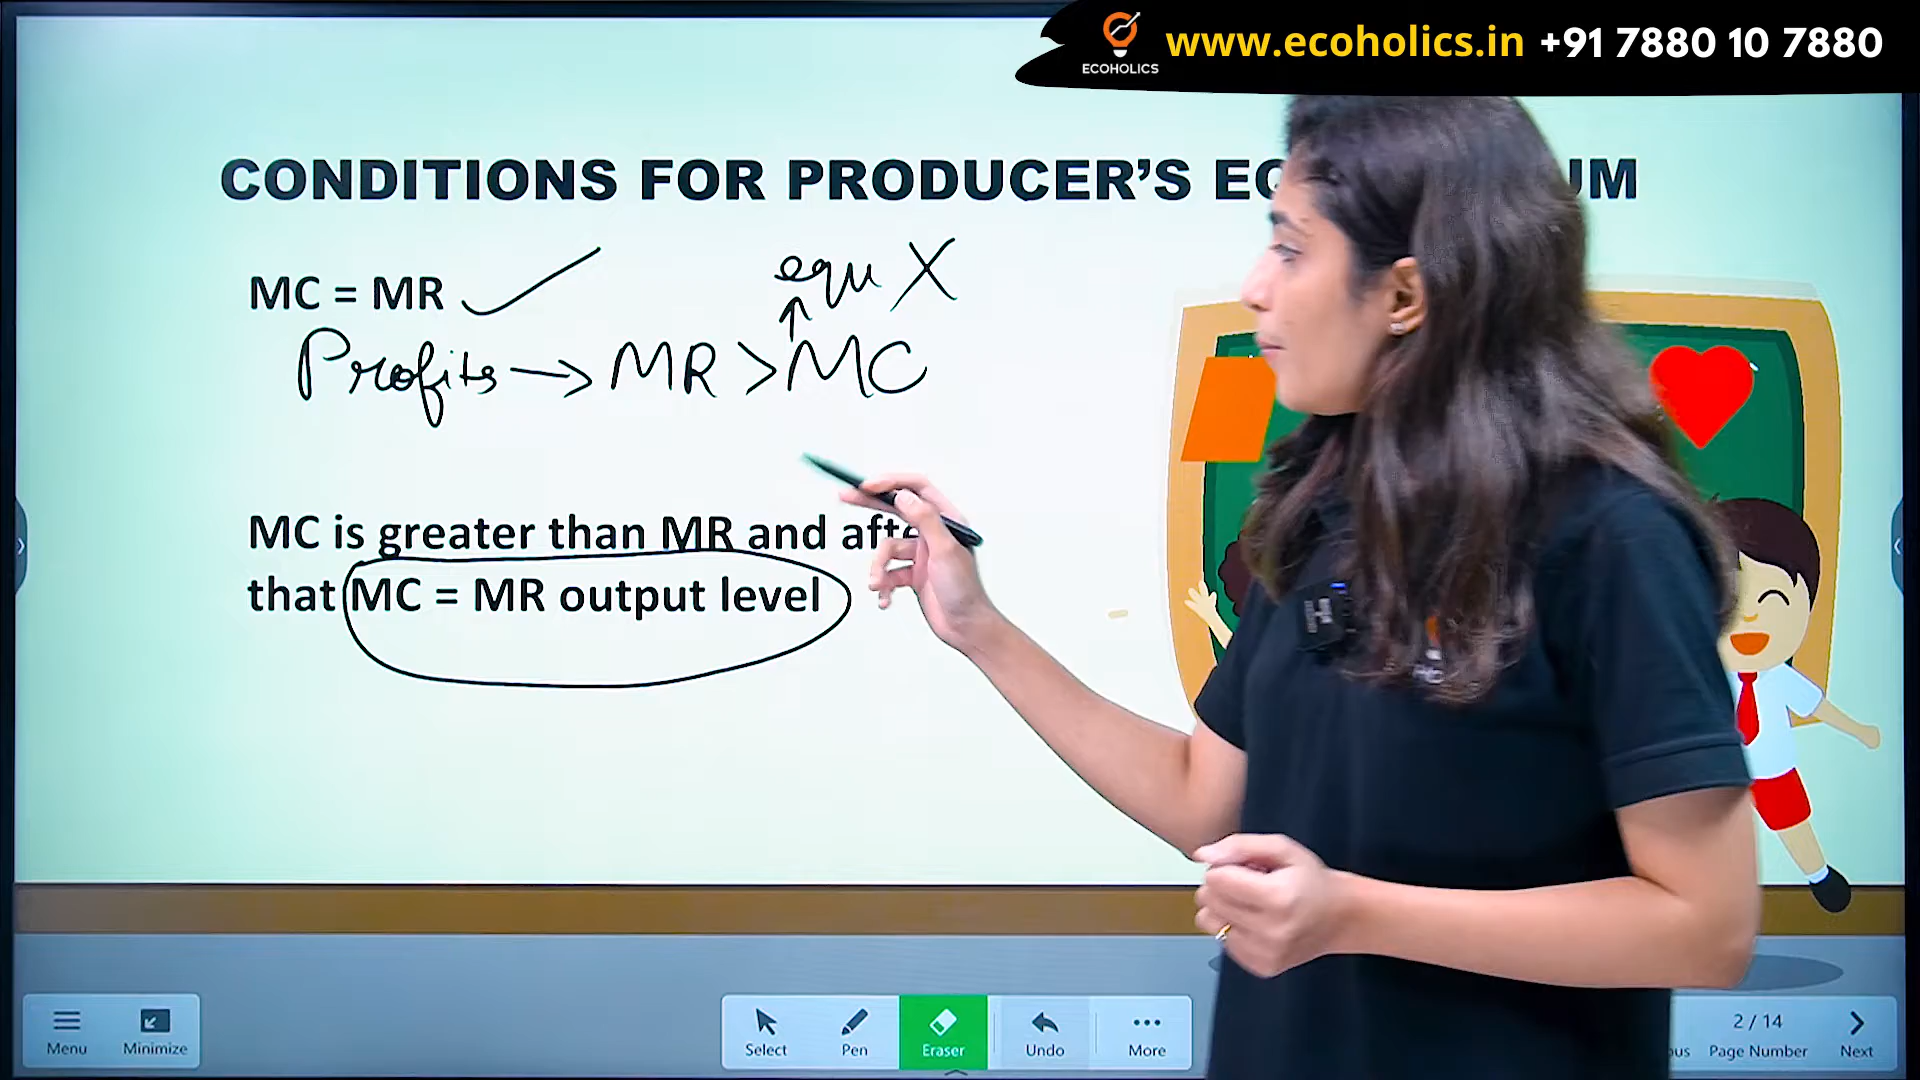 www.ecoholics.in +91 7880 10 7880
ECOHOLICS
CONDITIONS FOR PRODUCER'S
UM
MC = MR
equ X
Profits → MR > MC
MC is greater than MR and
that MC = MR output level
Menu
Minimize
Select
Pen
Eraser
Undo
More
2 / 14
Page Number
Next